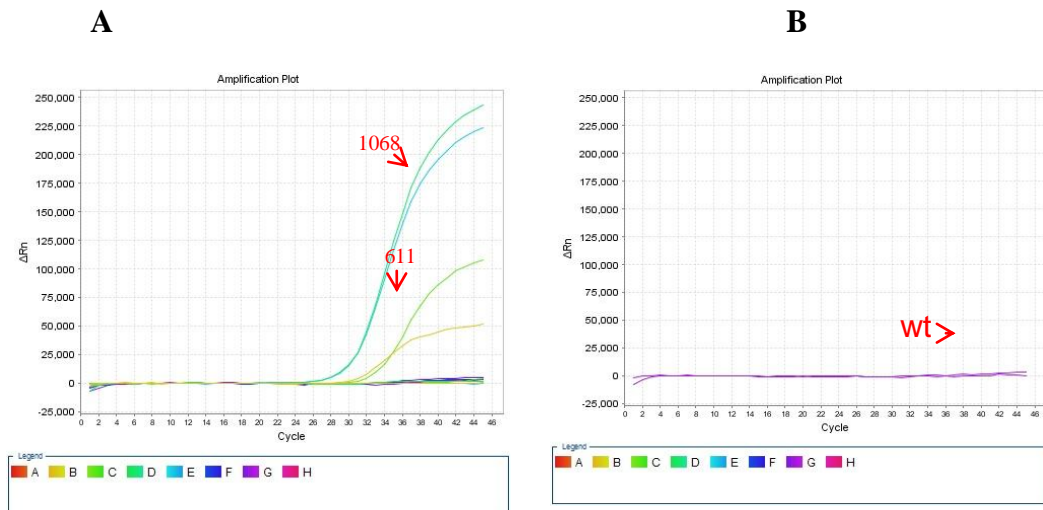 A
B
Amplification Plot
250,000
225,000
200,000
175,000
150,000
125,000
100,000
75,000
50,000
25,000
0
-25,000
ΔRn
1068
611
0 2 4 6 8 10 12 14 16 18 20 22 24 26 28 30 32 34 36 38 40 42 44 46
Cycle
Legend
A B C D E F G H
Amplification Plot
250,000
225,000
200,000
175,000
150,000
125,000
100,000
75,000
50,000
25,000
0
-25,000
ΔRn
wt
0 2 4 6 8 10 12 14 16 18 20 22 24 26 28 30 32 34 36 38 40 42 44 46
Cycle
Legend
A B C D E F G H